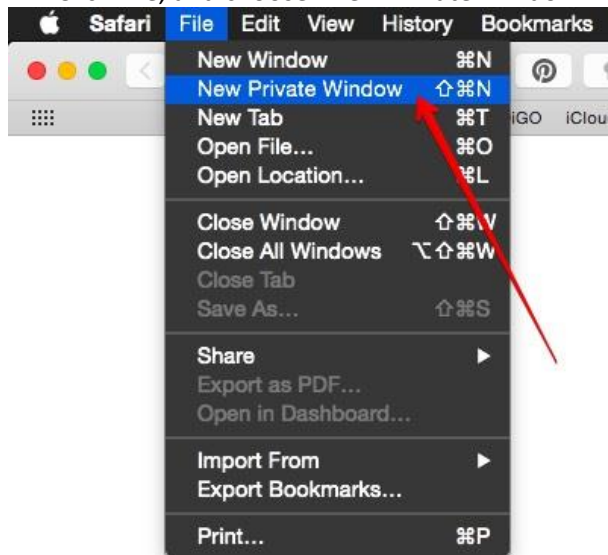 Safari File Edit View History Bookmarks
New Window ⌘N
New Private Window ⇧⌘N
New Tab ⌘T
iGO iClou
Open File... ⌘O
Open Location... ⌘L
Close Window ⇧⌘W
Close All Windows ⌥⇧⌘W
Close Tab
Save As... ⇧⌘S
Share ▶
Export as PDF...
Open in Dashboard...
Import From ▶
Export Bookmarks...
Print... ⌘P